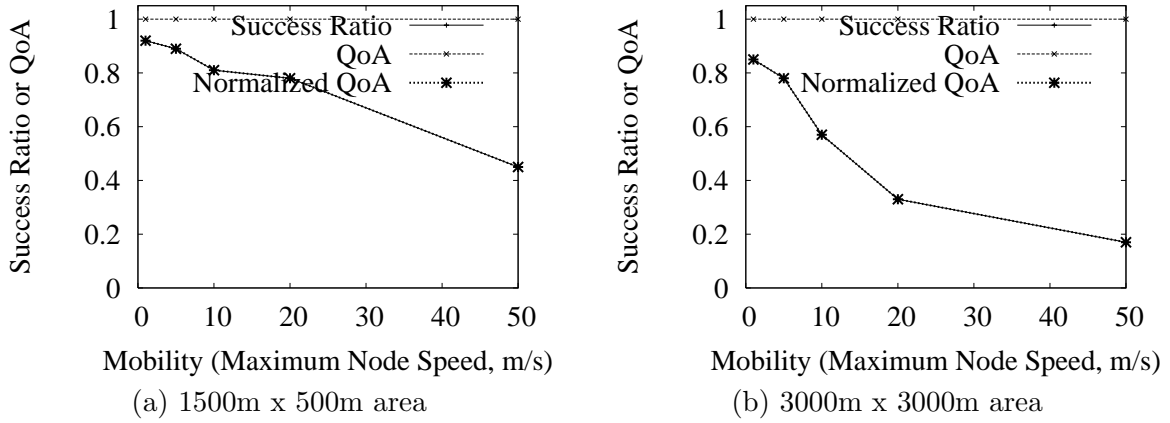 Success Ratio or QoA
1
0.8
0.6
0.4
0.2
0
Success Ratio
QoA
Normalized QoA
0 10 20 30 40 50
Mobility (Maximum Node Speed, m/s)
(a) 1500m x 500m area
Success Ratio or QoA
1
0.8
0.6
0.4
0.2
0
Success Ratio
QoA
Normalized QoA
0 10 20 30 40 50
Mobility (Maximum Node Speed, m/s)
(b) 3000m x 3000m area